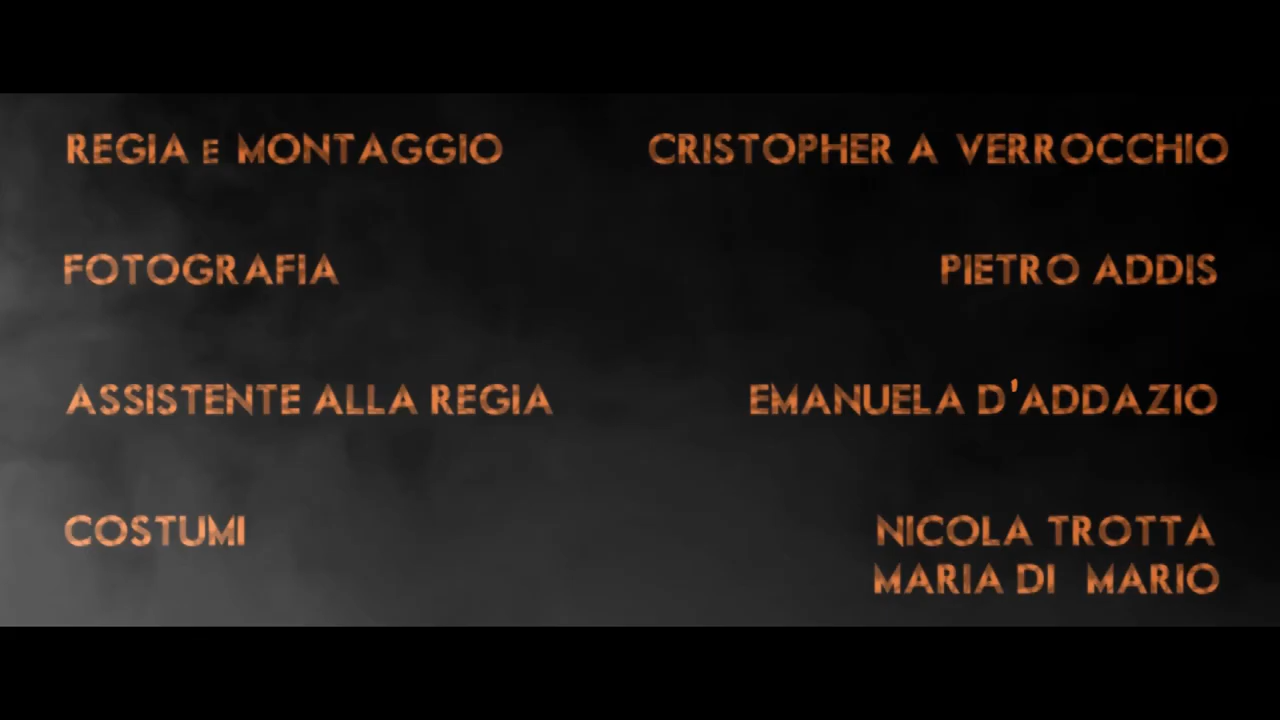 REGIA E MONTAGGIO CRISTOPHER A VERROCCHIO
FOTOGRAFIA PIETRO ADDIS
ASSISTENTE ALLA REGIA EMANUELA D'ADDAZIO
COSTUMI NICOLA TROTTA
MARIA DI MARIO